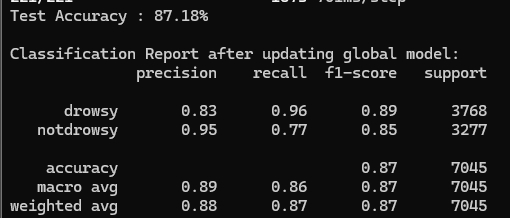 Test Accuracy : 87.18%
Classification Report after updating global model:
precision recall f1-score support
drowsy 0.83 0.96 0.89 3768
notdrowsy 0.95 0.77 0.85 3277
accuracy 0.87 7045
macro avg 0.89 0.86 0.87 7045
weighted avg 0.88 0.87 0.87 7045